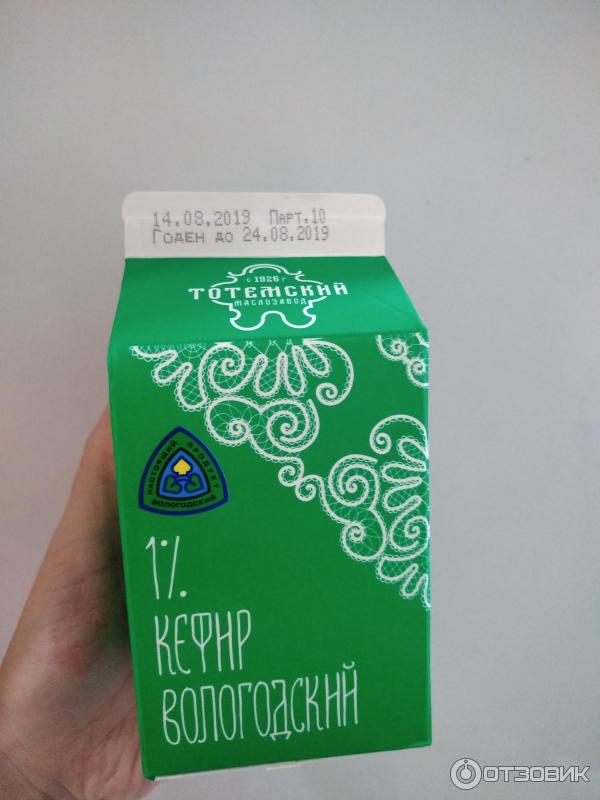 14.08.2019 Парт.10
Годен до 24.08.2019
с 1926 г
ТОТЕМСКИЙ
МАСЛОЗАВОД
НАСТОЯЩИЙ ПРОДУКТ
ВОЛОГОДСКИЙ
1%
КЕФИР
ВОЛОГОДСКИЙ
ОТЗОВИК